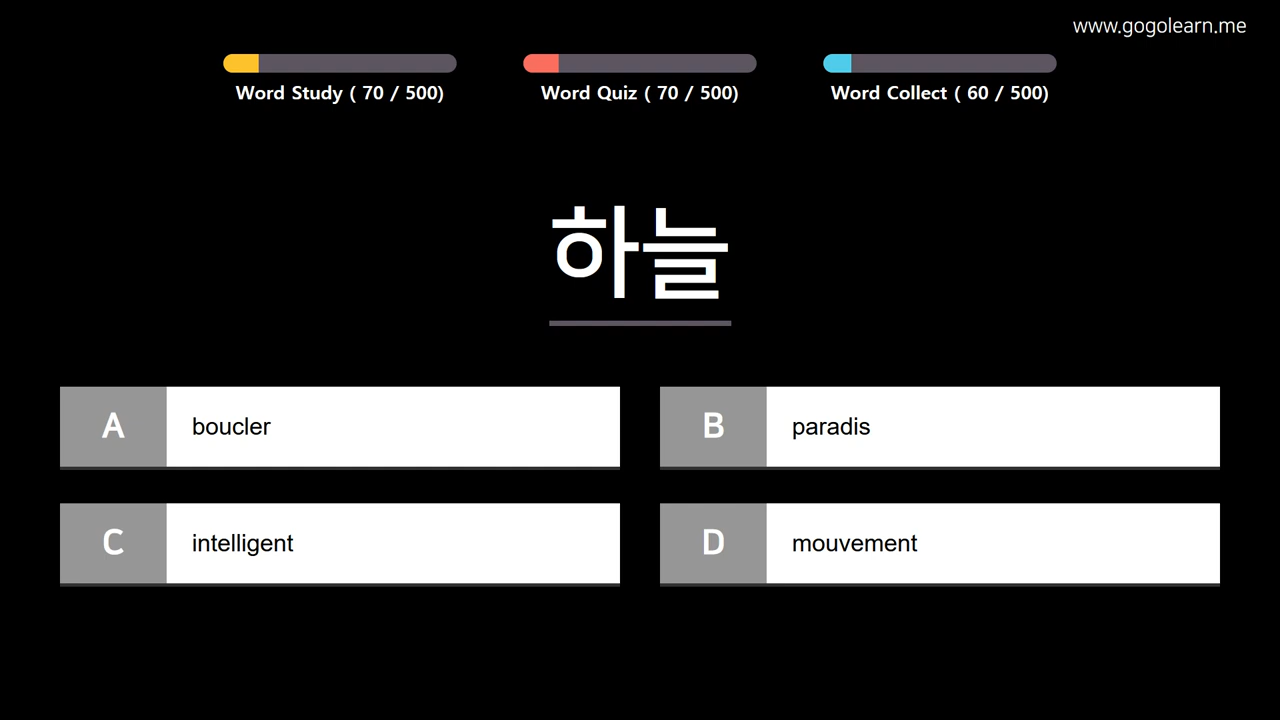 www.gogolearn.me
Word Study ( 70 / 500)
Word Quiz ( 70 / 500)
Word Collect ( 60 / 500)
하늘
A boucler
B paradis
C intelligent
D mouvement